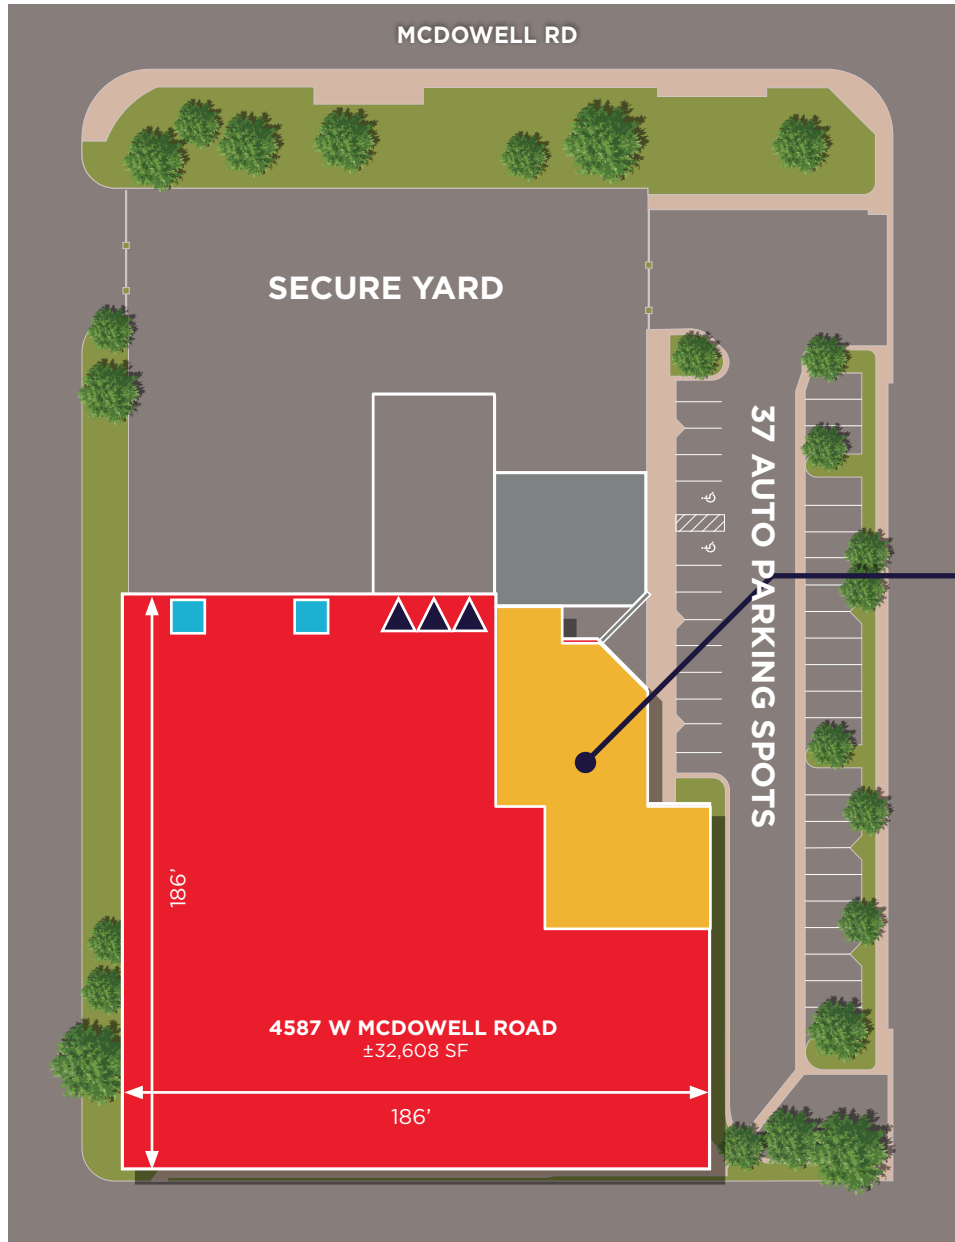 MCDOWELL RD
SECURE YARD
37 AUTO PARKING SPOTS
186’
4587 W MCDOWELL ROAD
±32,608 SF
186’